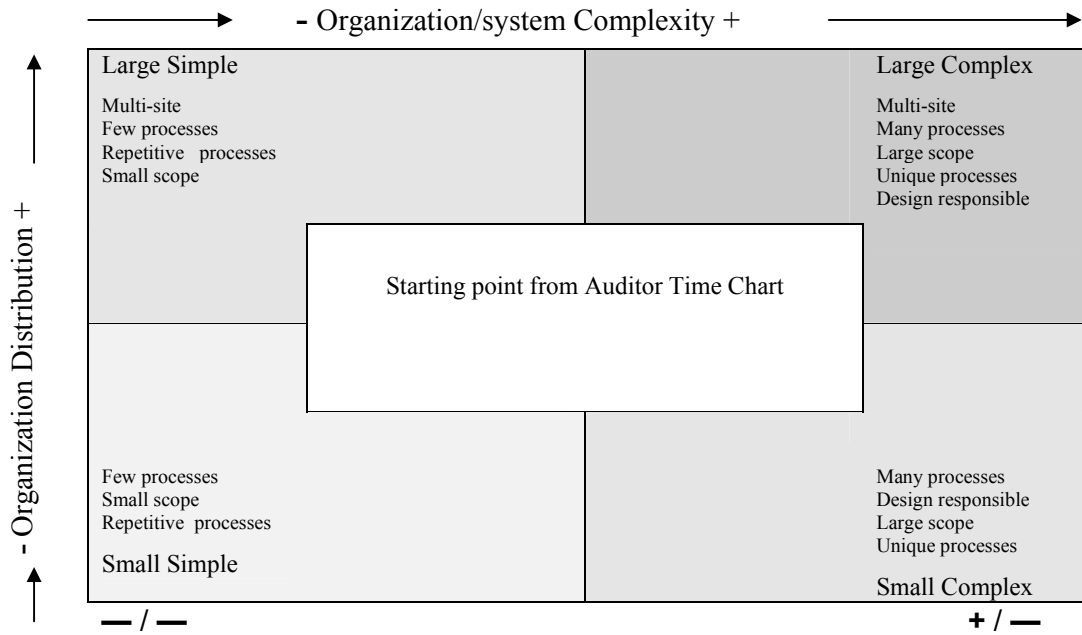 - Organization/system Complexity +
- Organization Distribution +
Large Simple
Multi-site
Few processes
Repetitive processes
Small scope
Large Complex
Multi-site
Many processes
Large scope
Unique processes
Design responsible
Starting point from Auditor Time Chart
Few processes
Small scope
Repetitive processes
Small Simple
Many processes
Design responsible
Large scope
Unique processes
Small Complex
— / —
+ / —